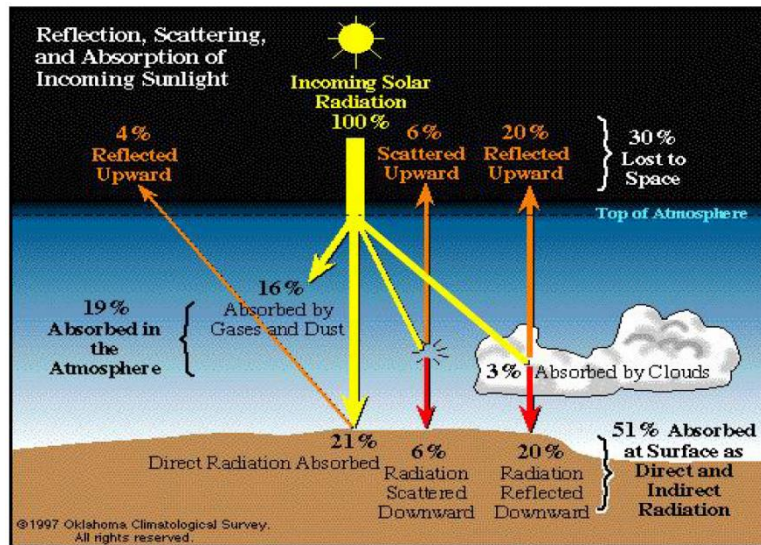 Reflection, Scattering,
and Absorption of
Incoming Sunlight
Incoming Solar
Radiation
100%
4%
Reflected
Upward
6%
Scattered
Upward
20%
Reflected
Upward
30%
Lost to
Space
Top of Atmosphere
19%
Absorbed in
the
Atmosphere
16%
Absorbed by
Gases and Dust
3% Absorbed by Clouds
21%
Direct Radiation Absorbed
6%
Radiation
Scattered
Downward
20%
Radiation
Reflected
Downward
51% Absorbed
at Surface as
Direct and
Indirect
Radiation
©1997 Oklahoma Climatological Survey.
All rights reserved.